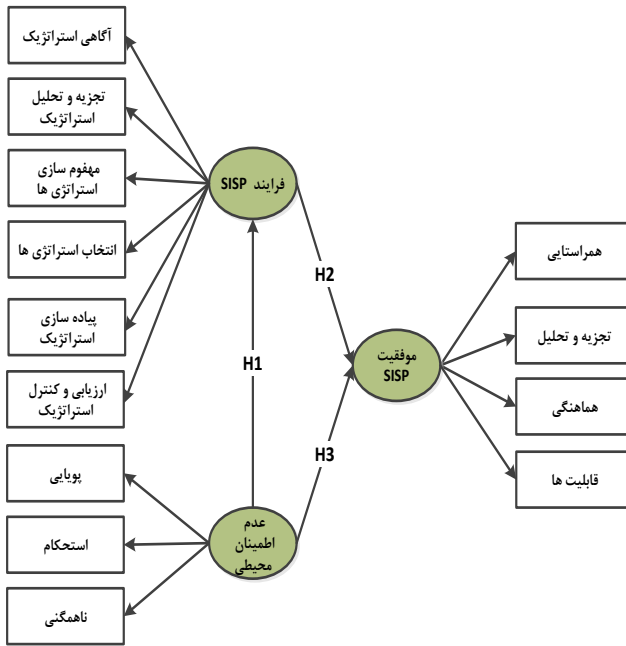 آگاهی استراتژیک
تجزیه و تحلیل
استراتژیک
مهفوم سازی
استراتژی ها
انتخاب استراتژی ها
پیاده سازی
استراتژیک
ارزیابی و کنترل
استراتژیک
پویایی
استحکام
ناهمگنی
فرایند SISP
H1
عدم
اطمینان
محیطی
H2
H3
موفقیت
SISP
همراستایی
تجزیه و تحلیل
هماهنگی
قابلیت ها